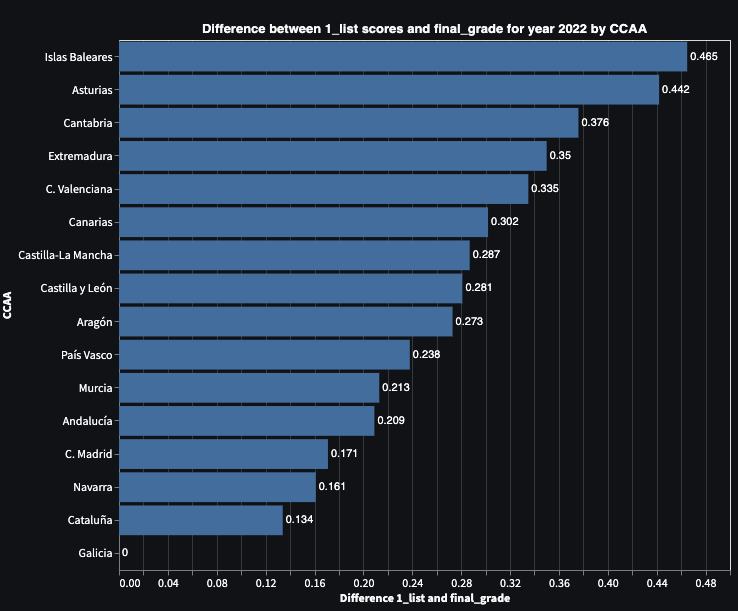 Difference between 1_list scores and final_grade for year 2022 by CCAA
Islas Baleares 0.465
Asturias 0.442
Cantabria 0.376
Extremadura 0.35
C. Valenciana 0.335
Canarias 0.302
Castilla-La Mancha 0.287
Castilla y León 0.281
Aragón 0.273
País Vasco 0.238
Murcia 0.213
Andalucía 0.209
C. Madrid 0.171
Navarra 0.161
Cataluña 0.134
Galicia 0
CCAA
0.00 0.04 0.08 0.12 0.16 0.20 0.24 0.28 0.32 0.36 0.40 0.44 0.48
Difference 1_list and final_grade